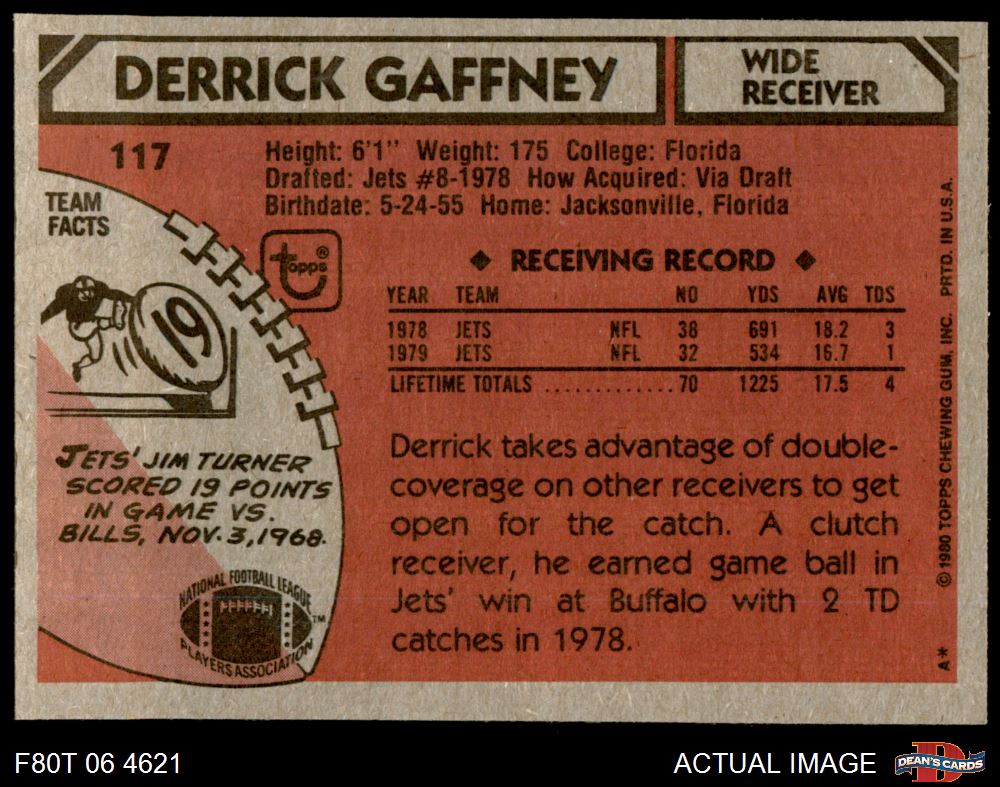 DERRICK GAFFNEY
WIDE
RECEIVER
117
Height: 6'1" Weight: 175 College: Florida
Drafted: Jets #8-1978 How Acquired: Via Draft
Birthdate: 5-24-55 Home: Jacksonville, Florida
TEAM
FACTS
topps®
19
JETS' JIM TURNER
SCORED 19 POINTS
IN GAME VS.
BILLS, NOV. 3, 1968.
NATIONAL FOOTBALL LEAGUE
PLAYERS ASSOCIATION
TM
◆ RECEIVING RECORD ◆
YEAR TEAM NO YDS AVG TDS
1978 JETS NFL 38 691 18.2 3
1979 JETS NFL 32 534 16.7 1
LIFETIME TOTALS .............70 1225 17.5 4
Derrick takes advantage of double-
coverage on other receivers to get
open for the catch. A clutch
receiver, he earned game ball in
Jets' win at Buffalo with 2 TD
catches in 1978.
© 1980 TOPPS CHEWING GUM, INC. PRTD. IN U.S.A.
A*
F80T 06 4621
ACTUAL IMAGE
D
DEAN'S CARDS